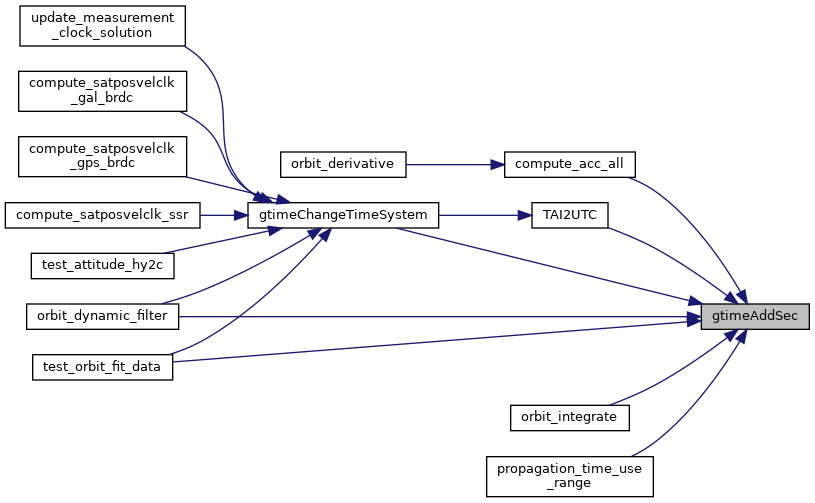 update_measurement
_clock_solution
compute_satposvelclk
_gal_brdc
compute_satposvelclk
_gps_brdc
orbit_derivative
compute_acc_all
compute_satposvelclk_ssr
gtimeChangeTimeSystem
TAI2UTC
test_attitude_hy2c
orbit_dynamic_filter
gtimeAddSec
test_orbit_fit_data
orbit_integrate
propagation_time_use
_range